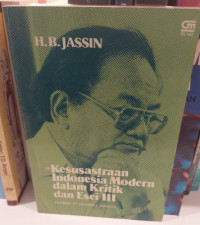 H.B. JASSIN
Kesusastraan
Indonesia Modern
dalam Kritik
dan Esei III